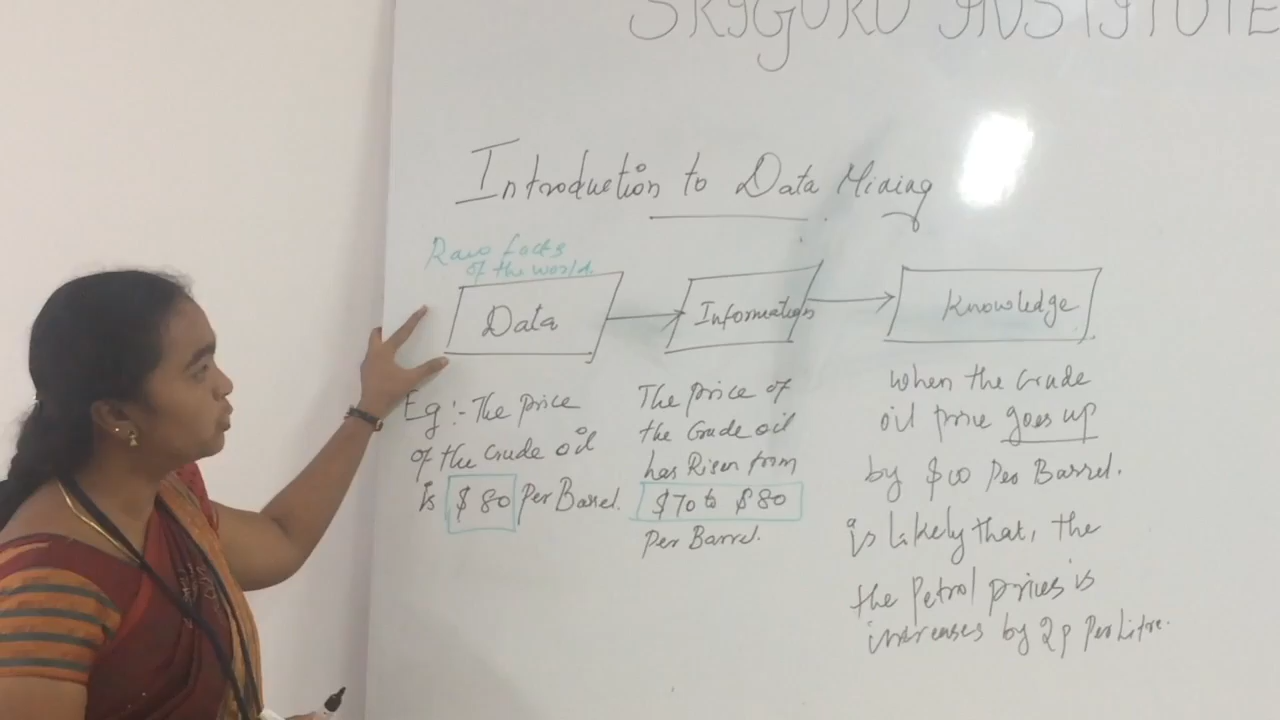 SRIGURU INSTITUTE
Introduction to Data Mining
Raw facts
of the world.
Data
Information
Knowledge
Eg:- The price
of the Crude oil
is $80 Per Barrel.
The price of
the Crude oil
has Risen from
$70 to $80
Per Barrel.
when the Crude
oil price goes up
by $10 Per Barrel.
is likely that, the
the Petrol prices is
increases by 2p Per Litre.